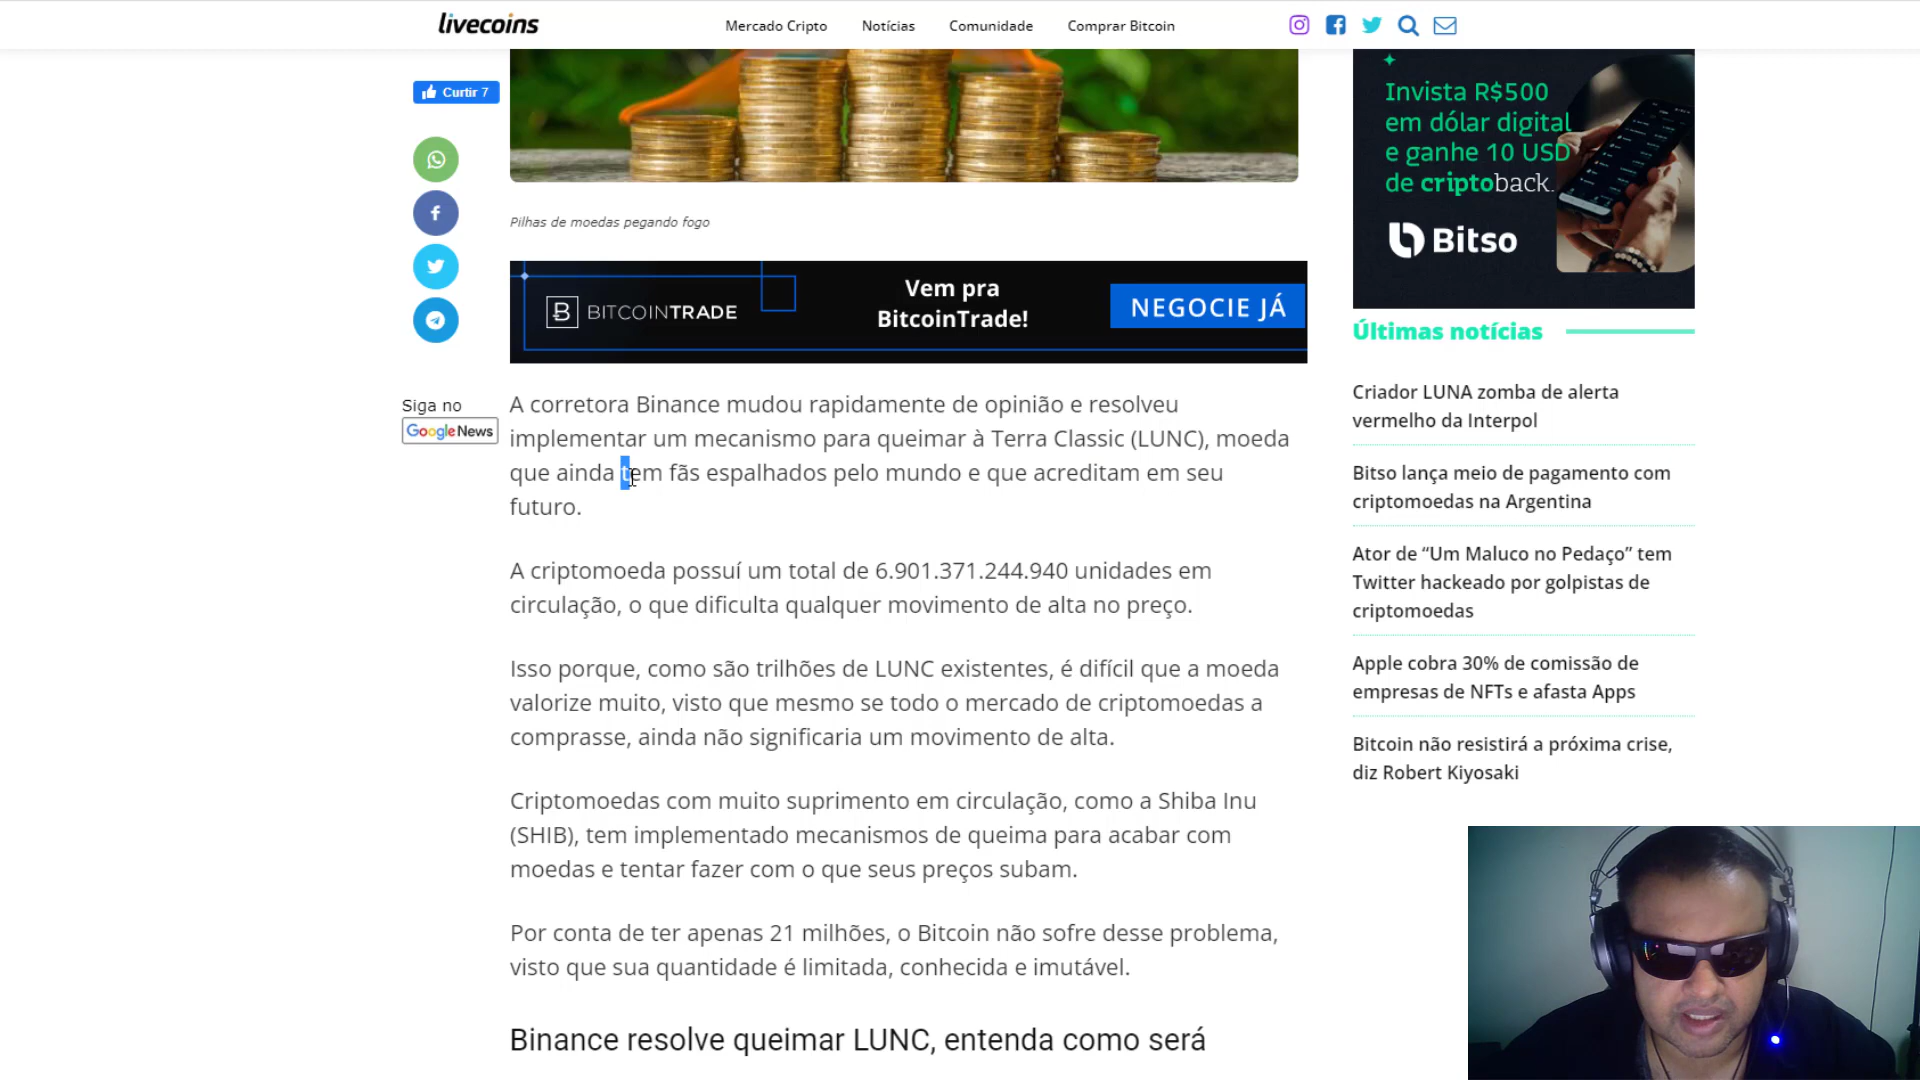 livecoins
Mercado Cripto
Notícias
Comunidade
Comprar Bitcoin
Curtir 7
Pilhas de moedas pegando fogo
BITCOINTRADE
Vem pra
BitcoinTrade!
NEGOCIE JÁ
Siga no
Google News
A corretora Binance mudou rapidamente de opinião e resolveu
implementar um mecanismo para queimar à Terra Classic (LUNC), moeda
que ainda tem fãs espalhados pelo mundo e que acreditam em seu
futuro.
A criptomoeda possuí um total de 6.901.371.244.940 unidades em
circulação, o que dificulta qualquer movimento de alta no preço.
Isso porque, como são trilhões de LUNC existentes, é difícil que a moeda
valorize muito, visto que mesmo se todo o mercado de criptomoedas a
comprasse, ainda não significaria um movimento de alta.
Criptomoedas com muito suprimento em circulação, como a Shiba Inu
(SHIB), tem implementado mecanismos de queima para acabar com
moedas e tentar fazer com o que seus preços subam.
Por conta de ter apenas 21 milhões, o Bitcoin não sofre desse problema,
visto que sua quantidade é limitada, conhecida e imutável.
Binance resolve queimar LUNC, entenda como será
Invista R$500
em dólar digital
e ganhe 10 USD
de criptoback.
Bitso
Últimas notícias
Criador LUNA zomba de alerta
vermelho da Interpol
Bitso lança meio de pagamento com
criptomoedas na Argentina
Ator de “Um Maluco no Pedaço” tem
Twitter hackeado por golpistas de
criptomoedas
Apple cobra 30% de comissão de
empresas de NFTs e afasta Apps
Bitcoin não resistirá a próxima crise,
diz Robert Kiyosaki